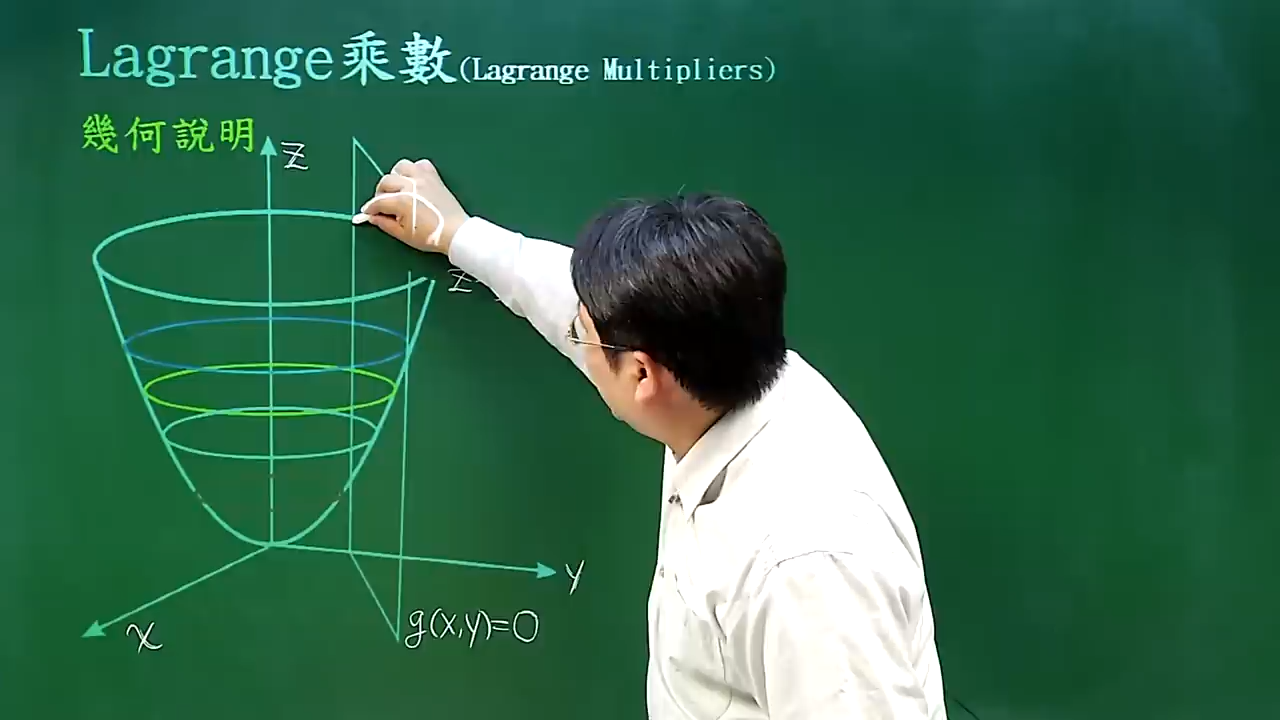 Lagrange乘數(Lagrange Multipliers)
幾何說明
z
z
x
y
g(x,y)=0